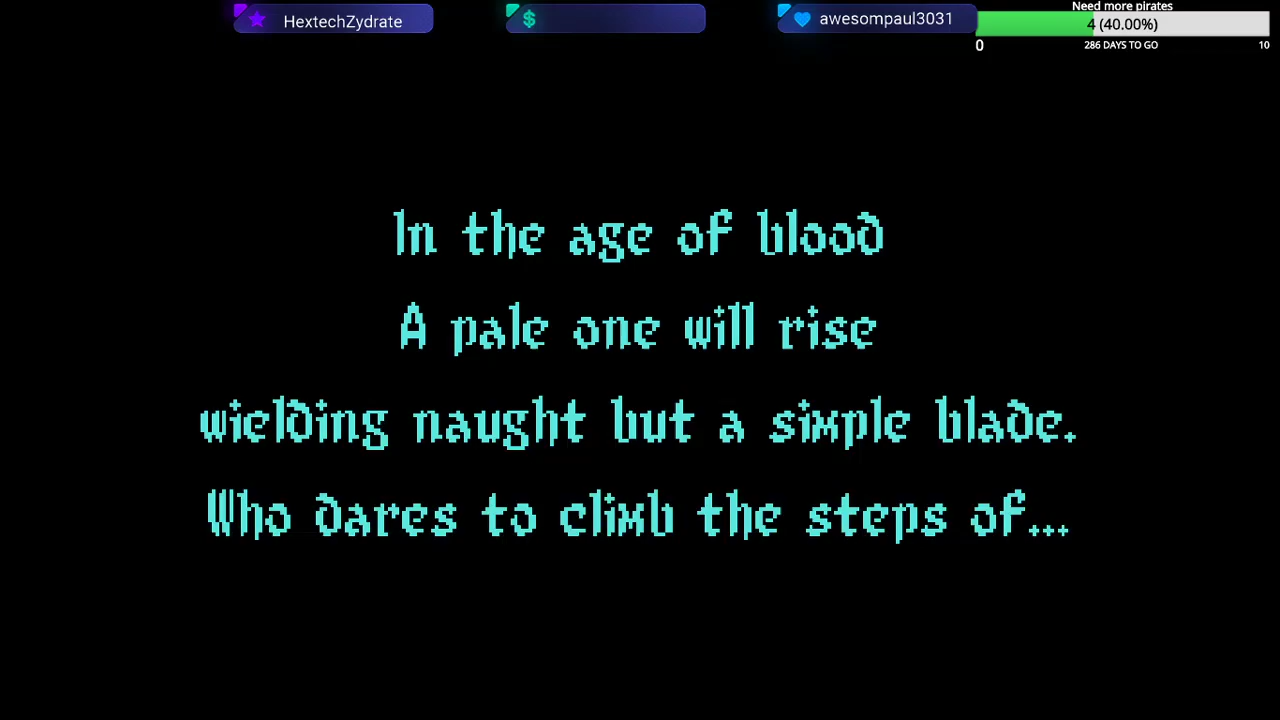 HextechZydrate
$
awesompaul3031
Need more pirates
4 (40.00%)
0
286 DAYS TO GO
10
In the age of blood
A pale one will rise
wielding naught but a simple blade.
Who dares to climb the steps of...